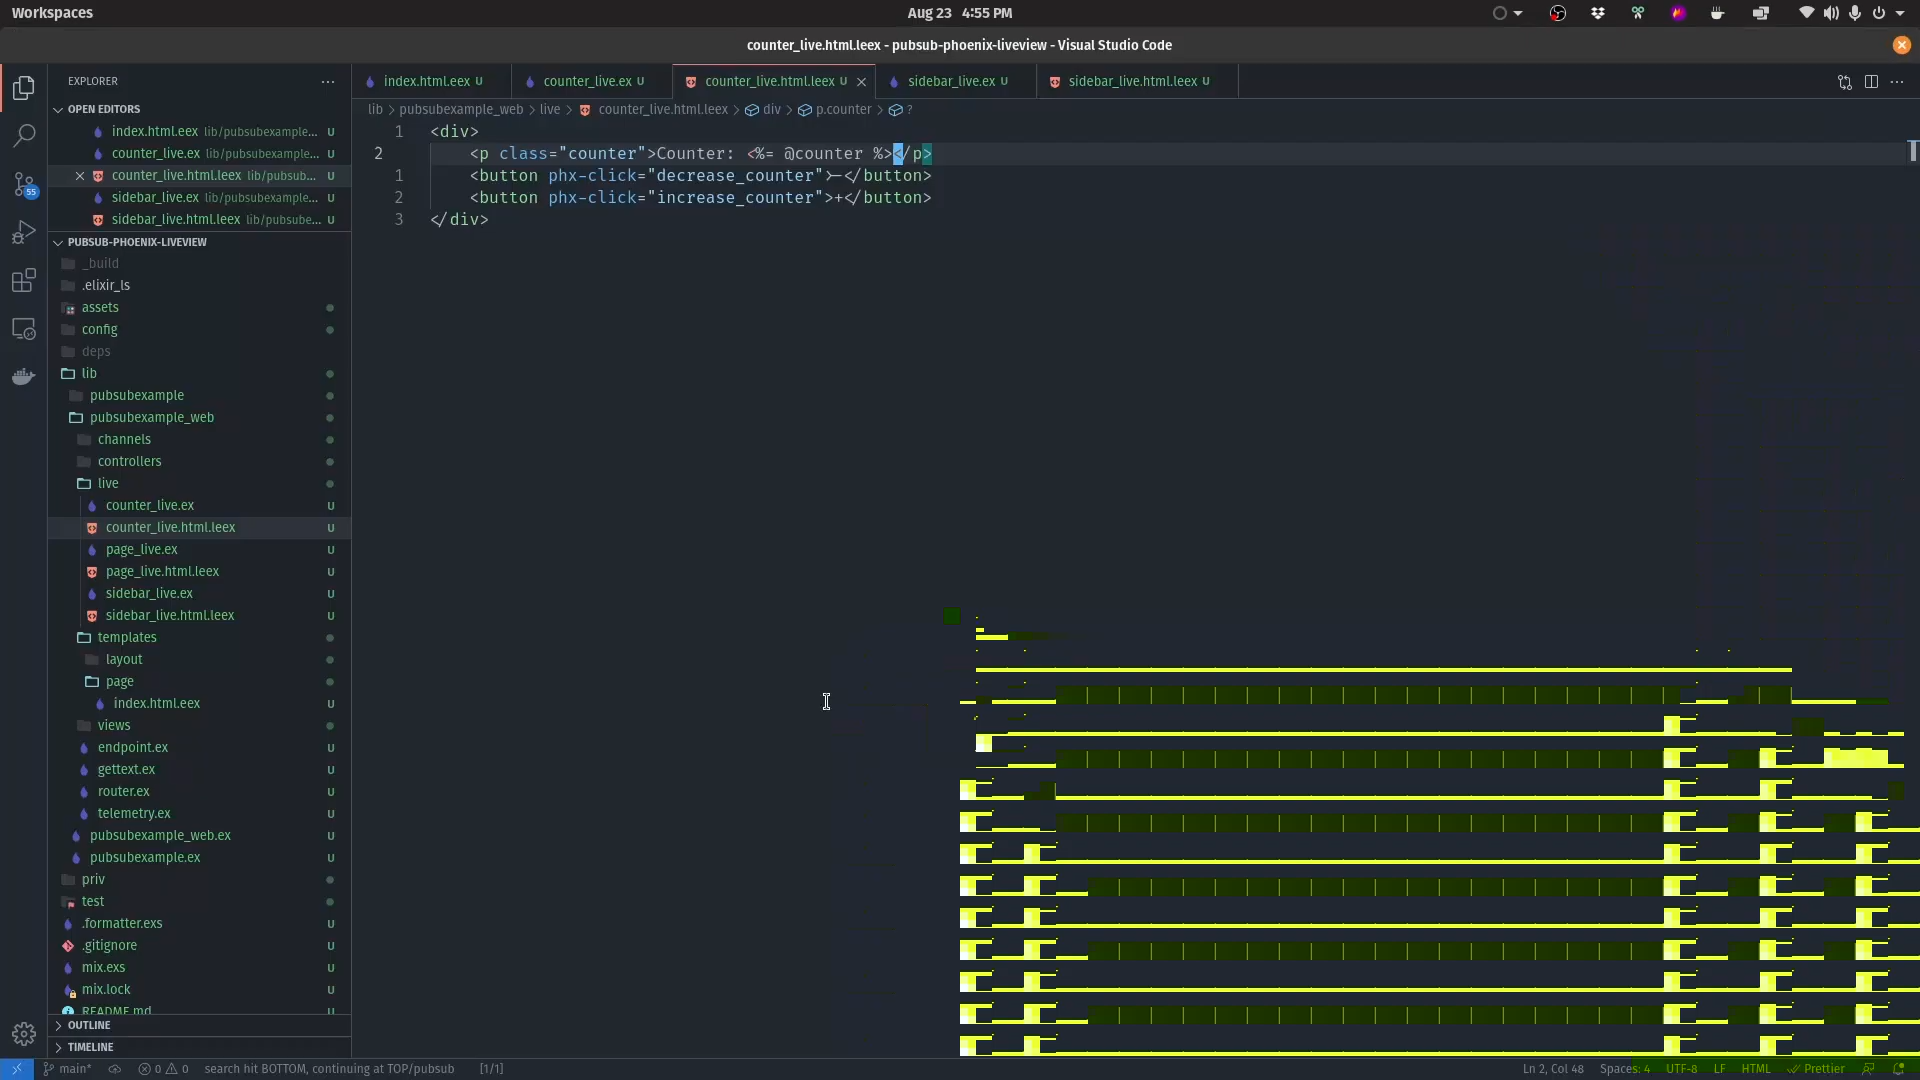 Workspaces
Aug 23 4:55 PM
counter_live.html.leex - pubsub-phoenix-liveview - Visual Studio Code
EXPLORER
index.html.eex U
counter_live.ex U
counter_live.html.leex U
sidebar_live.ex U
sidebar_live.html.leex U
OPEN EDITORS
index.html.eex lib/pubsubexample... U
counter_live.ex lib/pubsubexample... U
counter_live.html.leex lib/pubsub... U
sidebar_live.ex lib/pubsubexample... U
sidebar_live.html.leex lib/pubsube... U
lib > pubsubexample_web > live > counter_live.html.leex > div > p.counter > ?
1 <div>
2 <p class="counter">Counter: <%= @counter %></p>
1 <button phx-click="decrease_counter">-</button>
2 <button phx-click="increase_counter">+</button>
3 </div>
PUBSUB-PHOENIX-LIVEVIEW
_build
.elixir_ls
assets
config
deps
lib
pubsubexample
pubsubexample_web
channels
controllers
live
counter_live.ex U
counter_live.html.leex U
page_live.ex U
page_live.html.leex U
sidebar_live.ex U
sidebar_live.html.leex U
templates
layout
page
index.html.eex U
views
endpoint.ex U
gettext.ex U
router.ex U
telemetry.ex U
pubsubexample_web.ex U
pubsubexample.ex U
priv
test
.formatter.exs U
.gitignore U
mix.exs U
mix.lock U
README.md U
OUTLINE
TIMELINE
55
main* 0 0 search hit BOTTOM, continuing at TOP/pubsub [1/1]
Ln 2, Col 48 Spaces: 4 UTF-8 LF HTML Prettier